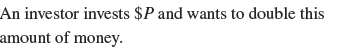 An investor invests $P and wants to double this
amount of money.